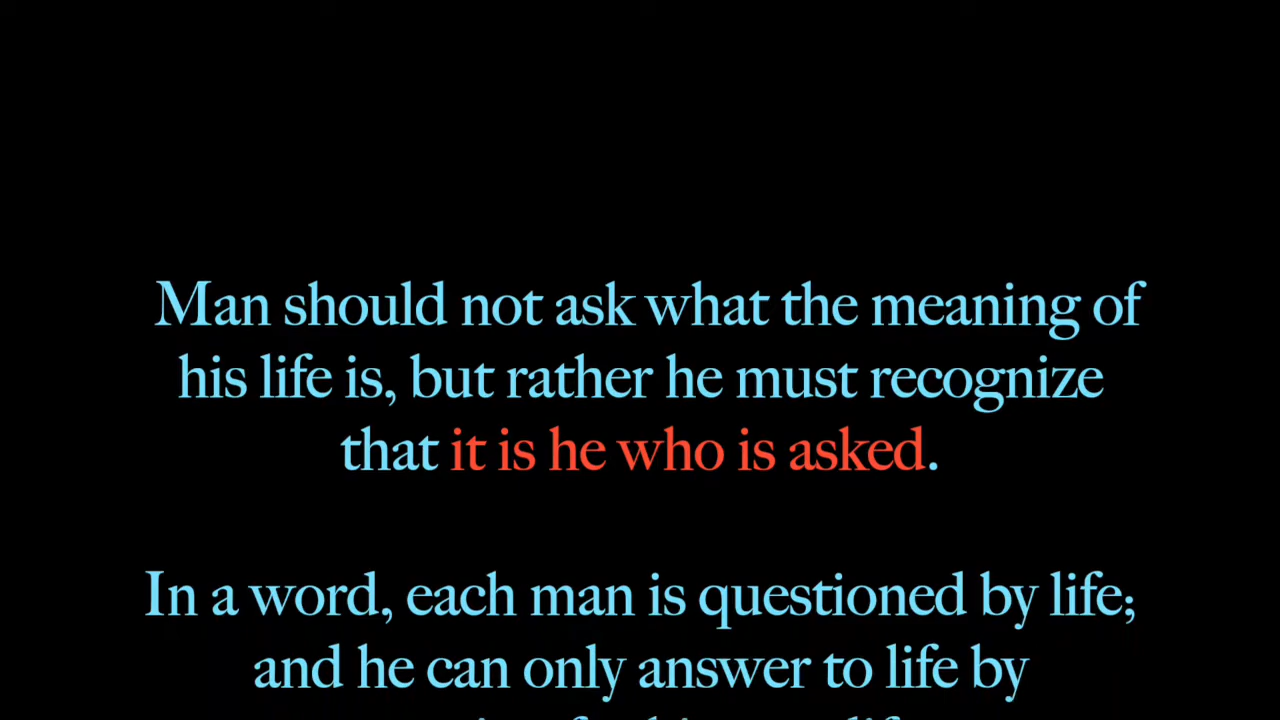 Man should not ask what the meaning of
his life is, but rather he must recognize
that it is he who is asked.
In a word, each man is questioned by life;
and he can only answer to life by